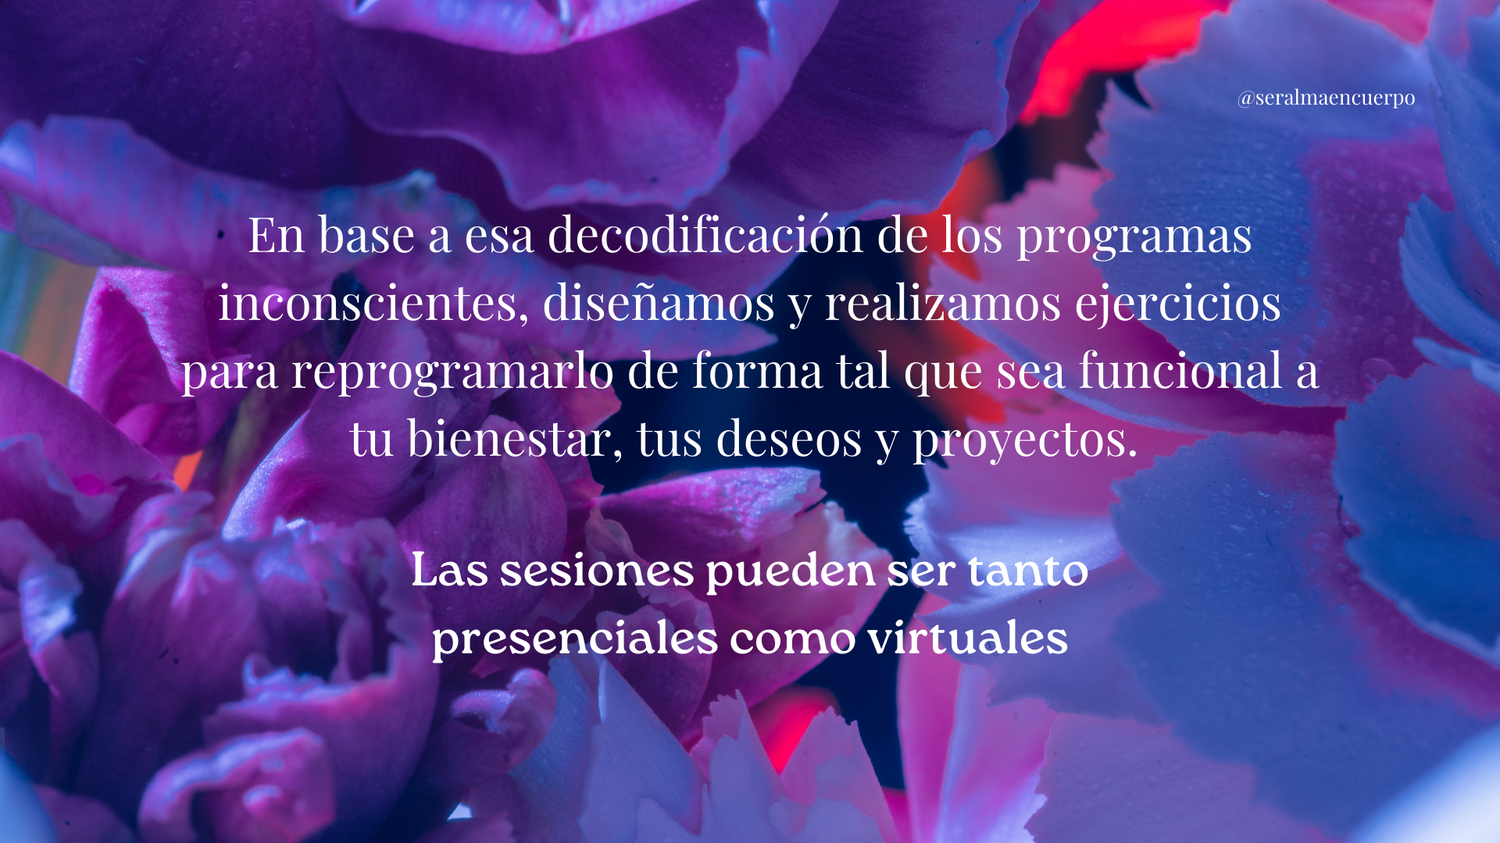 @seralmaencuerpo
En base a esa decodificación de los programas
inconscientes, diseñamos y realizamos ejercicios
para reprogramarlo de forma tal que sea funcional a
tu bienestar, tus deseos y proyectos.
Las sesiones pueden ser tanto
presenciales como virtuales